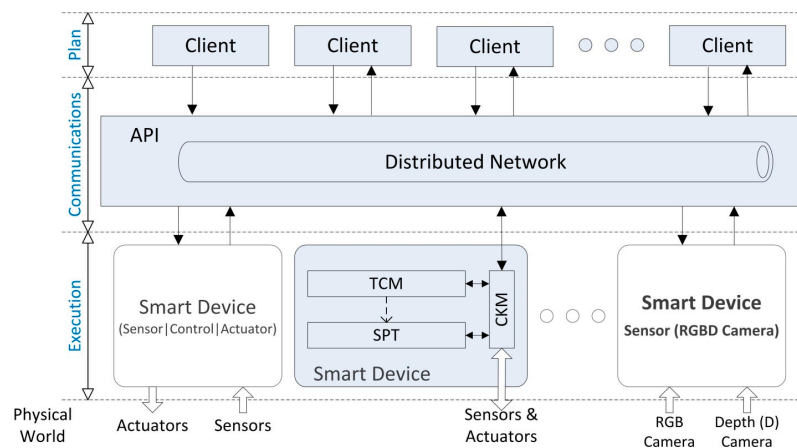 Plan
Client
Client
Client
Client
Communications
API
Distributed Network
Execution
Smart Device
(Sensor|Control|Actuator)
TCM
SPT
CKM
Smart Device
Smart Device
Sensor (RGBD Camera)
Physical
World
Actuators
Sensors
Sensors &
Actuators
RGB
Camera
Depth (D)
Camera